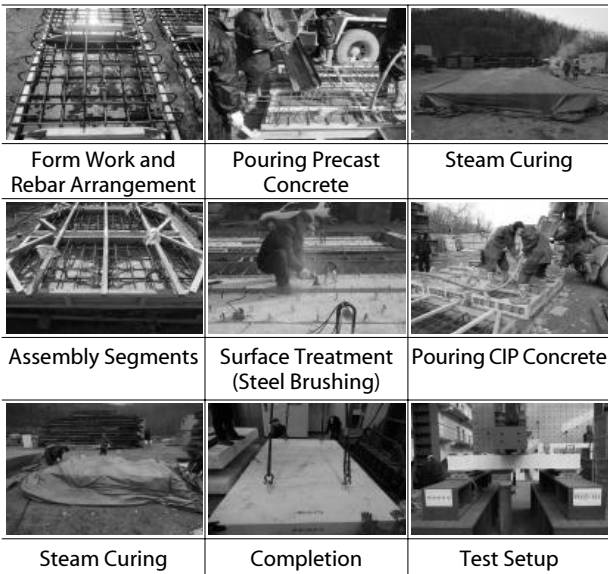 Form Work and
Rebar Arrangement
Pouring Precast
Concrete
Steam Curing
Assembly Segments
Surface Treatment
(Steel Brushing)
Pouring CIP Concrete
Steam Curing
Completion
Test Setup